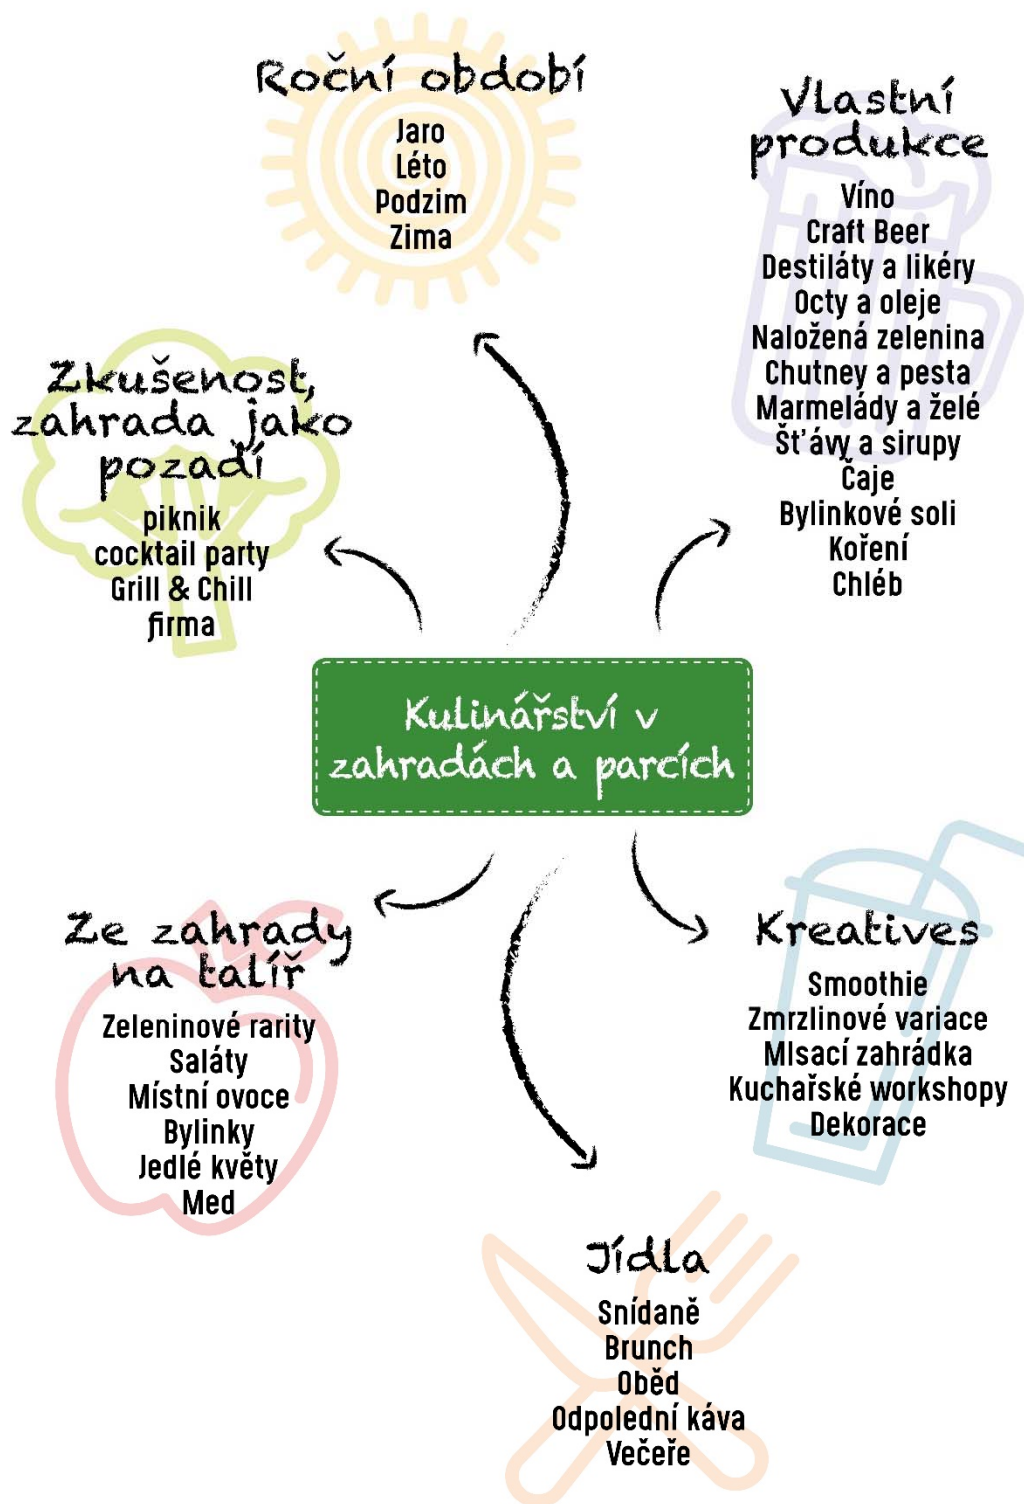 Roční období
Jaro
Léto
Podzim
Zima
Vlastní
produkce
Víno
Craft Beer
Destiláty a likéry
Octy a oleje
Naložená zelenina
Chutney a pesta
Marmelády a želé
Št'ávy a sirupy
Čaje
Bylinkové soli
Koření
Chléb
Zkušenost,
zahrada jako
pozadí
piknik
cocktail party
Grill & Chill
firma
Kulinářství v
zahradách a parcích
Ze zahrady
na talíř
Zeleninové rarity
Saláty
Místní ovoce
Bylinky
Jedlé květy
Med
Kreatives
Smoothie
Zmrzlinové variace
Mlsací zahrádka
Kuchařské workshopy
Dekorace
Jídla
Snídaně
Brunch
Oběd
Odpolední káva
Večeře